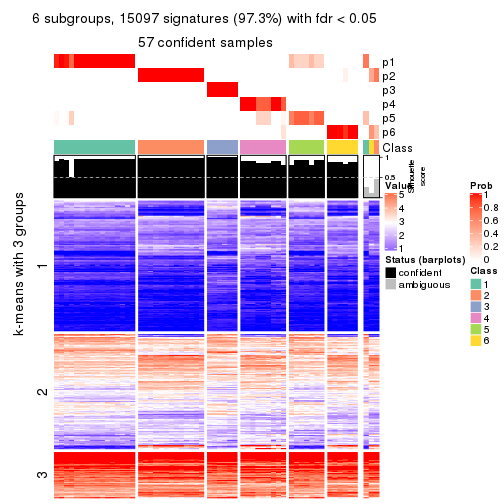 6 subgroups, 15097 signatures (97.3%) with fdr < 0.05
57 confident samples
p1
p2
p3
p4
p5
p6
Class
1
0.5
0
Silhouette
score
k-means with 3 groups
1
2
3
Value
5
4
3
2
1
Status (barplots)
confident
ambiguous
Prob
1
0.8
0.6
0.4
0.2
0
Class
1
2
3
4
5
6